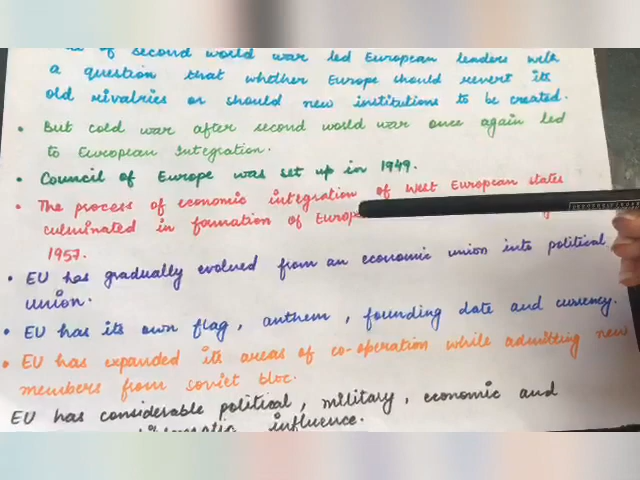 of second world war led European leaders with
a question that whether Europe should revert its
old rivalries or should new institutions to be created.
• But cold war after second world war once again led
to European Integration.
• Council of Europe was set up in 1949.
• The process of economic integration of West European states
culminated in formation of Europe
1957.
• EU has gradually evolved from an economic union into political
union.
• EU has its own flag, anthem, founding date and currency.
• EU has expanded its areas of co-operation while admitting new
members from soviet bloc.
EU has considerable political, military, economic and
influence.